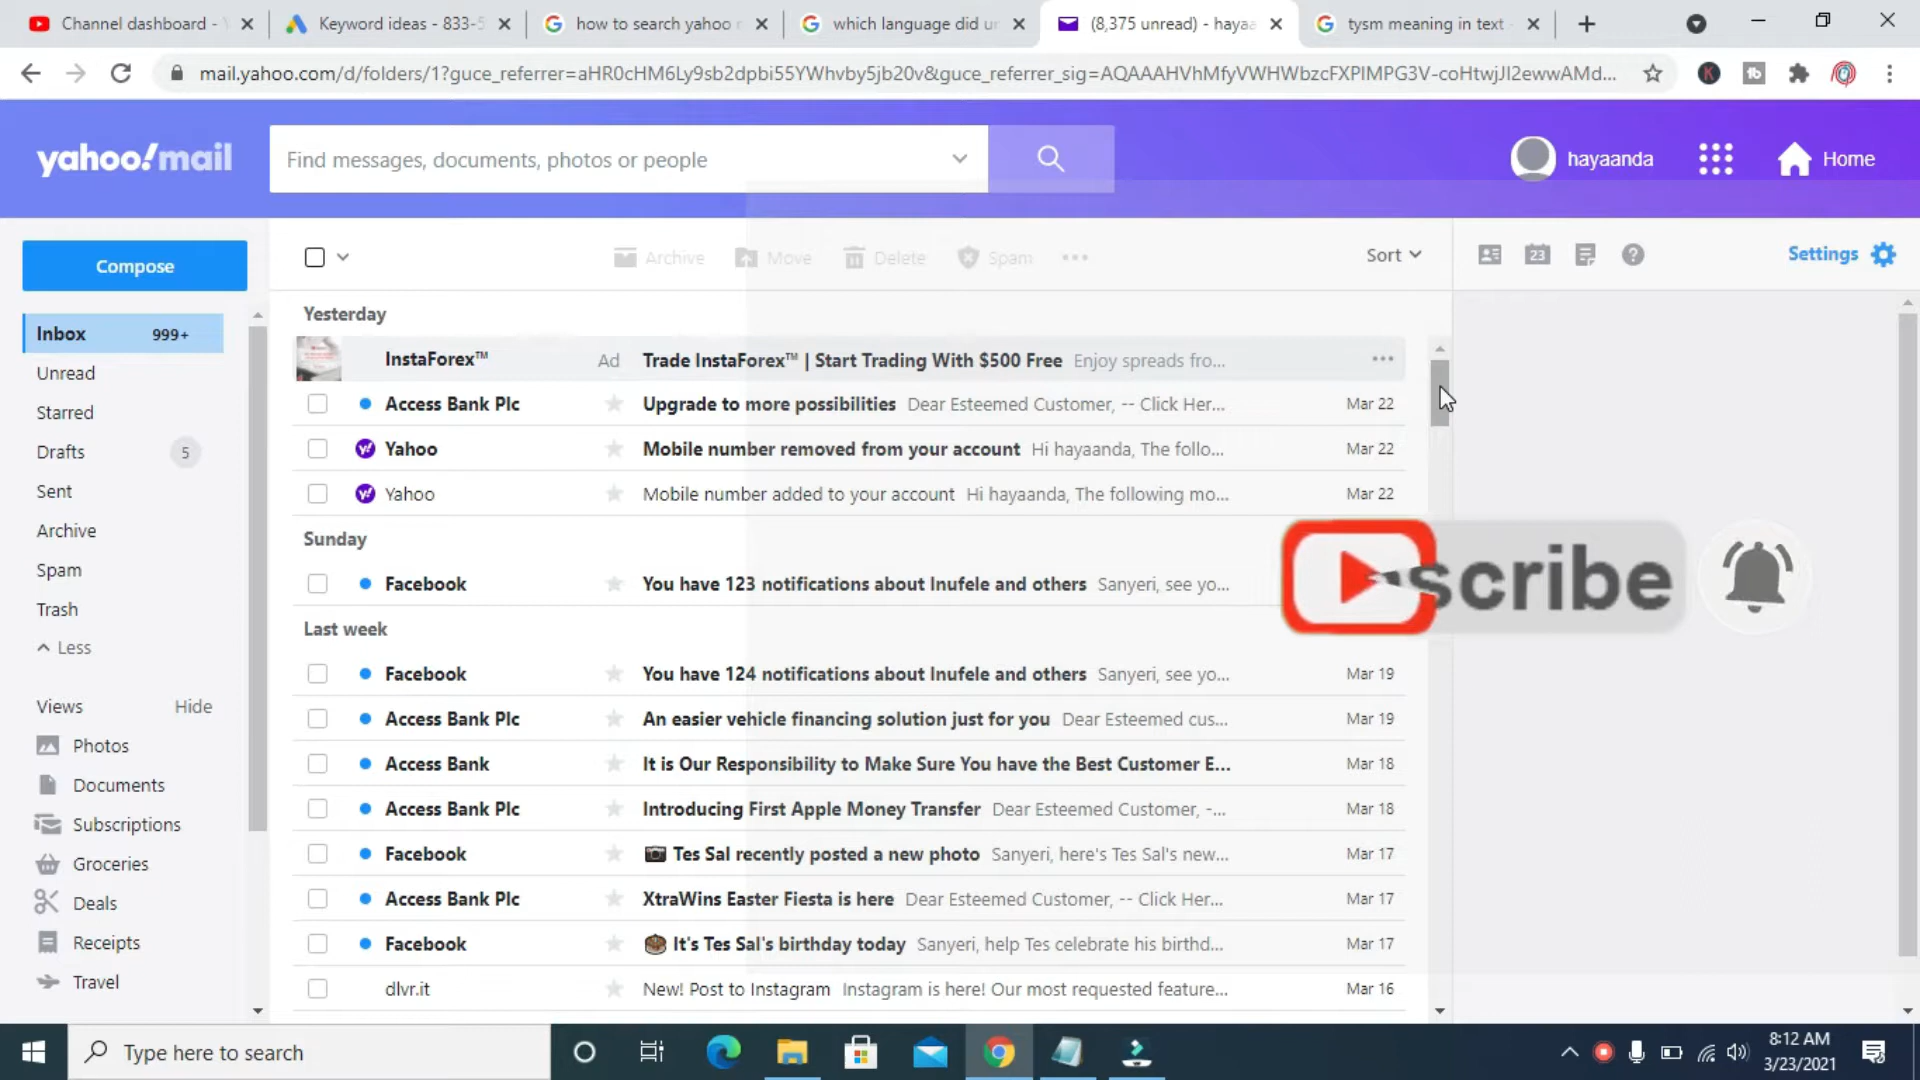 Channel dashboard -
Keyword ideas - 833-5
how to search yahoo
which language did u
(8,375 unread) - hayaa
tysm meaning in text -
mail.yahoo.com/d/folders/1?guce_referrer=aHR0cHM6Ly9sb2dpbi55YWhvby5jb20v&guce_referrer_sig=AQAAAHVhMfyVWHWbzcFXPlMPG3V-coHtwjJI2ewwAMd...
yahoo!mail
Find messages, documents, photos or people
hayaanda
Home
Compose
Archive Move Delete Spam
Sort
23
Settings
Inbox 999+
Unread
Starred
Drafts 5
Sent
Archive
Spam
Trash
Less
Views Hide
Photos
Documents
Subscriptions
Groceries
Deals
Receipts
Travel
Yesterday
InstaForex™ Ad Trade InstaForex™ | Start Trading With $500 Free Enjoy spreads fro...
Access Bank Plc Upgrade to more possibilities Dear Esteemed Customer, -- Click Her... Mar 22
Yahoo Mobile number removed from your account Hi hayaanda, The follo... Mar 22
Yahoo Mobile number added to your account Hi hayaanda, The following mo... Mar 22
Sunday
Facebook You have 123 notifications about Inufele and others Sanyeri, see yo...
scribe
Last week
Facebook You have 124 notifications about Inufele and others Sanyeri, see yo... Mar 19
Access Bank Plc An easier vehicle financing solution just for you Dear Esteemed cus... Mar 19
Access Bank It is Our Responsibility to Make Sure You have the Best Customer E... Mar 18
Access Bank Plc Introducing First Apple Money Transfer Dear Esteemed Customer, -... Mar 18
Facebook Tes Sal recently posted a new photo Sanyeri, here's Tes Sal's new... Mar 17
Access Bank Plc XtraWins Easter Fiesta is here Dear Esteemed Customer, -- Click Her... Mar 17
Facebook It's Tes Sal's birthday today Sanyeri, help Tes celebrate his birthd... Mar 17
dlvr.it New! Post to Instagram Instagram is here! Our most requested feature... Mar 16
Type here to search
8:12 AM
3/23/2021